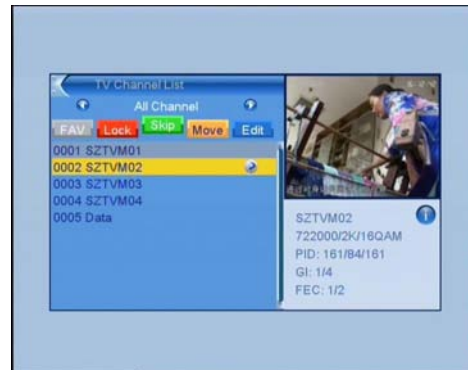 TV Channel List
All Channel
FAV Lock Skip Move Edit
0001 SZTVM01
0002 SZTVM02
0003 SZTVM03
0004 SZTVM04
0005 Data
SZTVM02
722000/2K/16QAM
PID: 161/84/161
GI: 1/4
FEC: 1/2